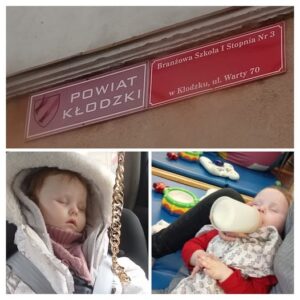 POWIAT
KŁODZKI
Branżowa Szkoła I Stopnia Nr 3
w Kłodzku, ul. Warty 70